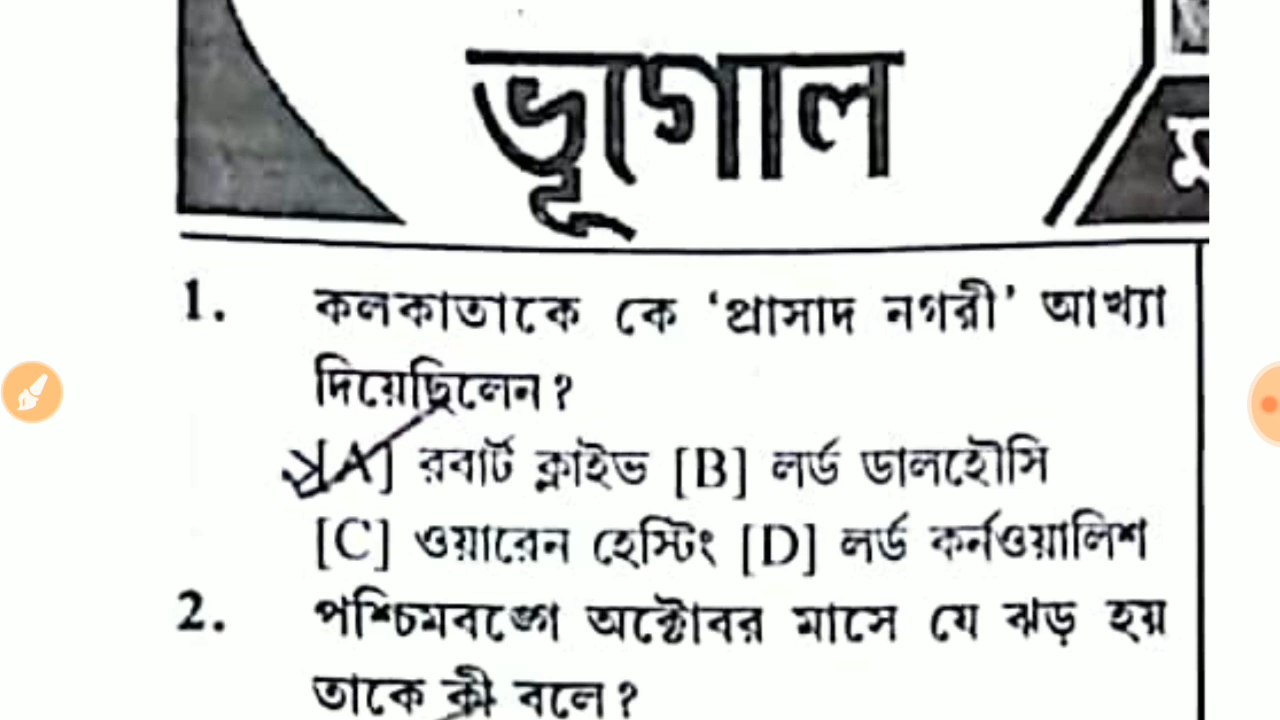 ভূগোল
1. কলকাতাকে কে ‘প্রাসাদ নগরী’ আখ্যা
দিয়েছিলেন?
[A] রবার্ট ক্লাইভ [B] লর্ড ডালহৌসি
[C] ওয়ারেন হেস্টিং [D] লর্ড কর্নওয়ালিশ
2. পশ্চিমবঙ্গে অক্টোবর মাসে যে ঝড় হয়
তাকে কী বলে?